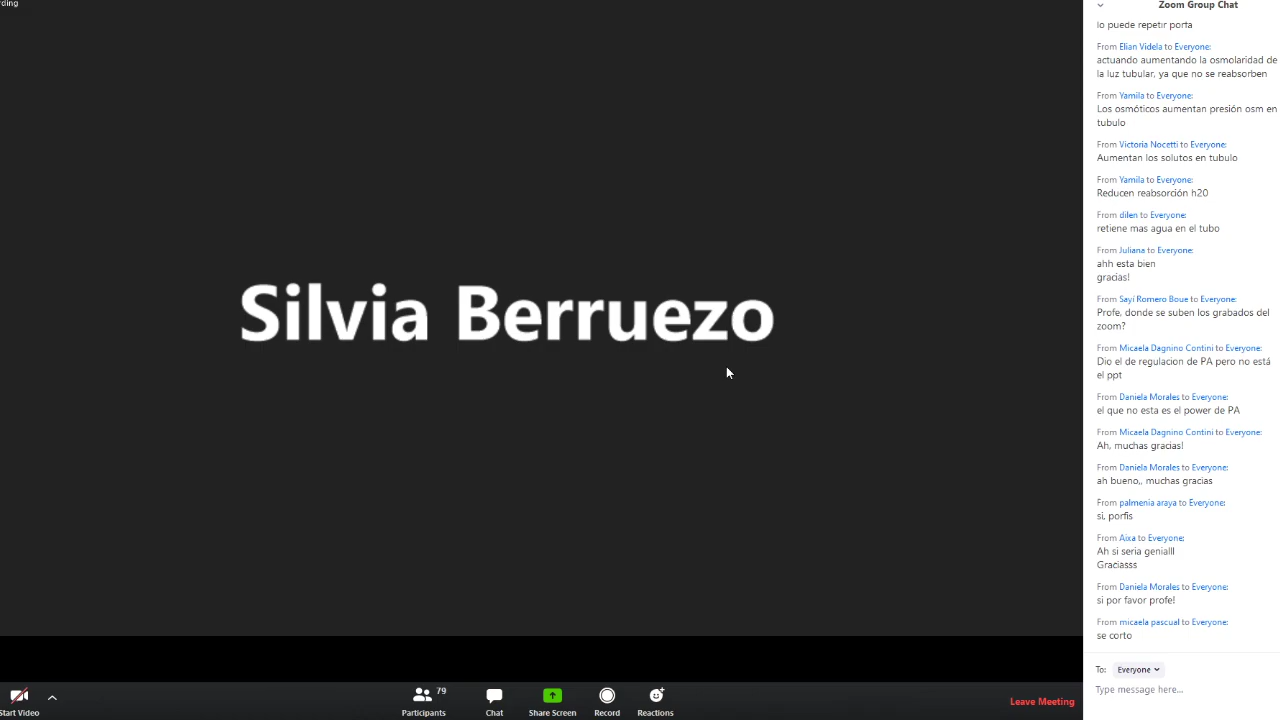 rding
Zoom Group Chat
lo puede repetir porfa
From Elian Videla to Everyone:
actuando aumentando la osmolaridad de
la luz tubular, ya que no se reabsorben
From Yamila to Everyone:
Los osmóticos aumentan presión osm en
tubulo
From Victoria Nocetti to Everyone:
Aumentan los solutos en tubulo
From Yamila to Everyone:
Reducen reabsorción h20
From dilen to Everyone:
retiene mas agua en el tubo
From Juliana to Everyone:
ahh esta bien
gracias!
From Sayí Romero Boue to Everyone:
Profe, donde se suben los grabados del
zoom?
From Micaela Dagnino Contini to Everyone:
Dio el de regulacion de PA pero no está
el ppt
From Daniela Morales to Everyone:
el que no esta es el power de PA
From Micaela Dagnino Contini to Everyone:
Ah, muchas gracias!
From Daniela Morales to Everyone:
ah bueno,, muchas gracias
From palmenia araya to Everyone:
si, porfis
From Aixa to Everyone:
Ah si seria genialll
Graciasss
From Daniela Morales to Everyone:
si por favor profe!
From micaela pascual to Everyone:
se corto
To: Everyone
Type message here...
Silvia Berruezo
Start Video
Participants
79
Chat
Share Screen
Record
Reactions
Leave Meeting